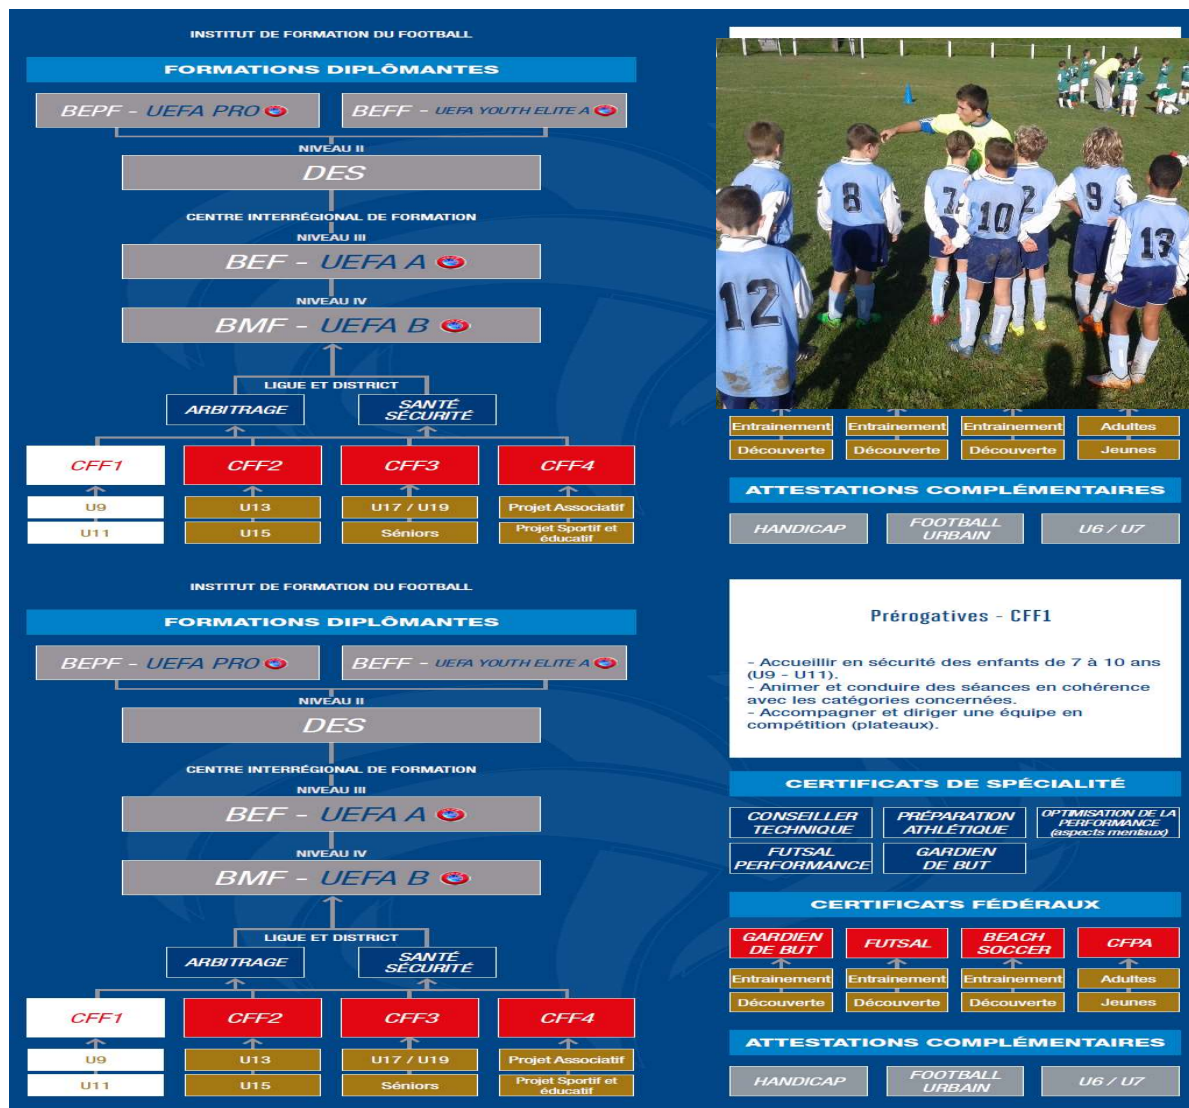 INSTITUT DE FORMATION DU FOOTBALL
FORMATIONS DIPLÔMANTES
BEPF - UEFA PRO
BEFF - UEFA YOUTH ELITE A
NIVEAU II
DES
CENTRE INTERRÉGIONAL DE FORMATION
NIVEAU III
BEF - UEFA A
NIVEAU IV
BMF - UEFA B
LIGUE ET DISTRICT
ARBITRAGE
SANTÉ
SÉCURITÉ
CFF1
CFF2
CFF3
CFF4
U9
U13
U17 / U19
Projet Associatif
U11
U15
Séniors
Projet Sportif et
éducatif
8
7
10
2
9
13
12
Entrainement
Entrainement
Entrainement
Adultes
Découverte
Découverte
Découverte
Jeunes
ATTESTATIONS COMPLÉMENTAIRES
HANDICAP
FOOTBALL
URBAIN
U6 / U7
INSTITUT DE FORMATION DU FOOTBALL
FORMATIONS DIPLÔMANTES
BEPF - UEFA PRO
BEFF - UEFA YOUTH ELITE A
NIVEAU II
DES
CENTRE INTERRÉGIONAL DE FORMATION
NIVEAU III
BEF - UEFA A
NIVEAU IV
BMF - UEFA B
LIGUE ET DISTRICT
ARBITRAGE
SANTÉ
SÉCURITÉ
CFF1
CFF2
CFF3
CFF4
U9
U13
U17 / U19
Projet Associatif
U11
U15
Séniors
Projet Sportif et
éducatif
Prérogatives - CFF1
- Accueillir en sécurité des enfants de 7 à 10 ans
(U9 - U11).
- Animer et conduire des séances en cohérence
avec les catégories concernées.
- Accompagner et diriger une équipe en
compétition (plateaux).
CERTIFICATS DE SPÉCIALITÉ
CONSEILLER
TECHNIQUE
PRÉPARATION
ATHLÉTIQUE
OPTIMISATION DE LA
PERFORMANCE
(aspects mentaux)
FUTSAL
PERFORMANCE
GARDIEN
DE BUT
CERTIFICATS FÉDÉRAUX
GARDIEN
DE BUT
FUTSAL
BEACH
SOCCER
CFPA
Entrainement
Entrainement
Entrainement
Adultes
Découverte
Découverte
Découverte
Jeunes
ATTESTATIONS COMPLÉMENTAIRES
HANDICAP
FOOTBALL
URBAIN
U6 / U7